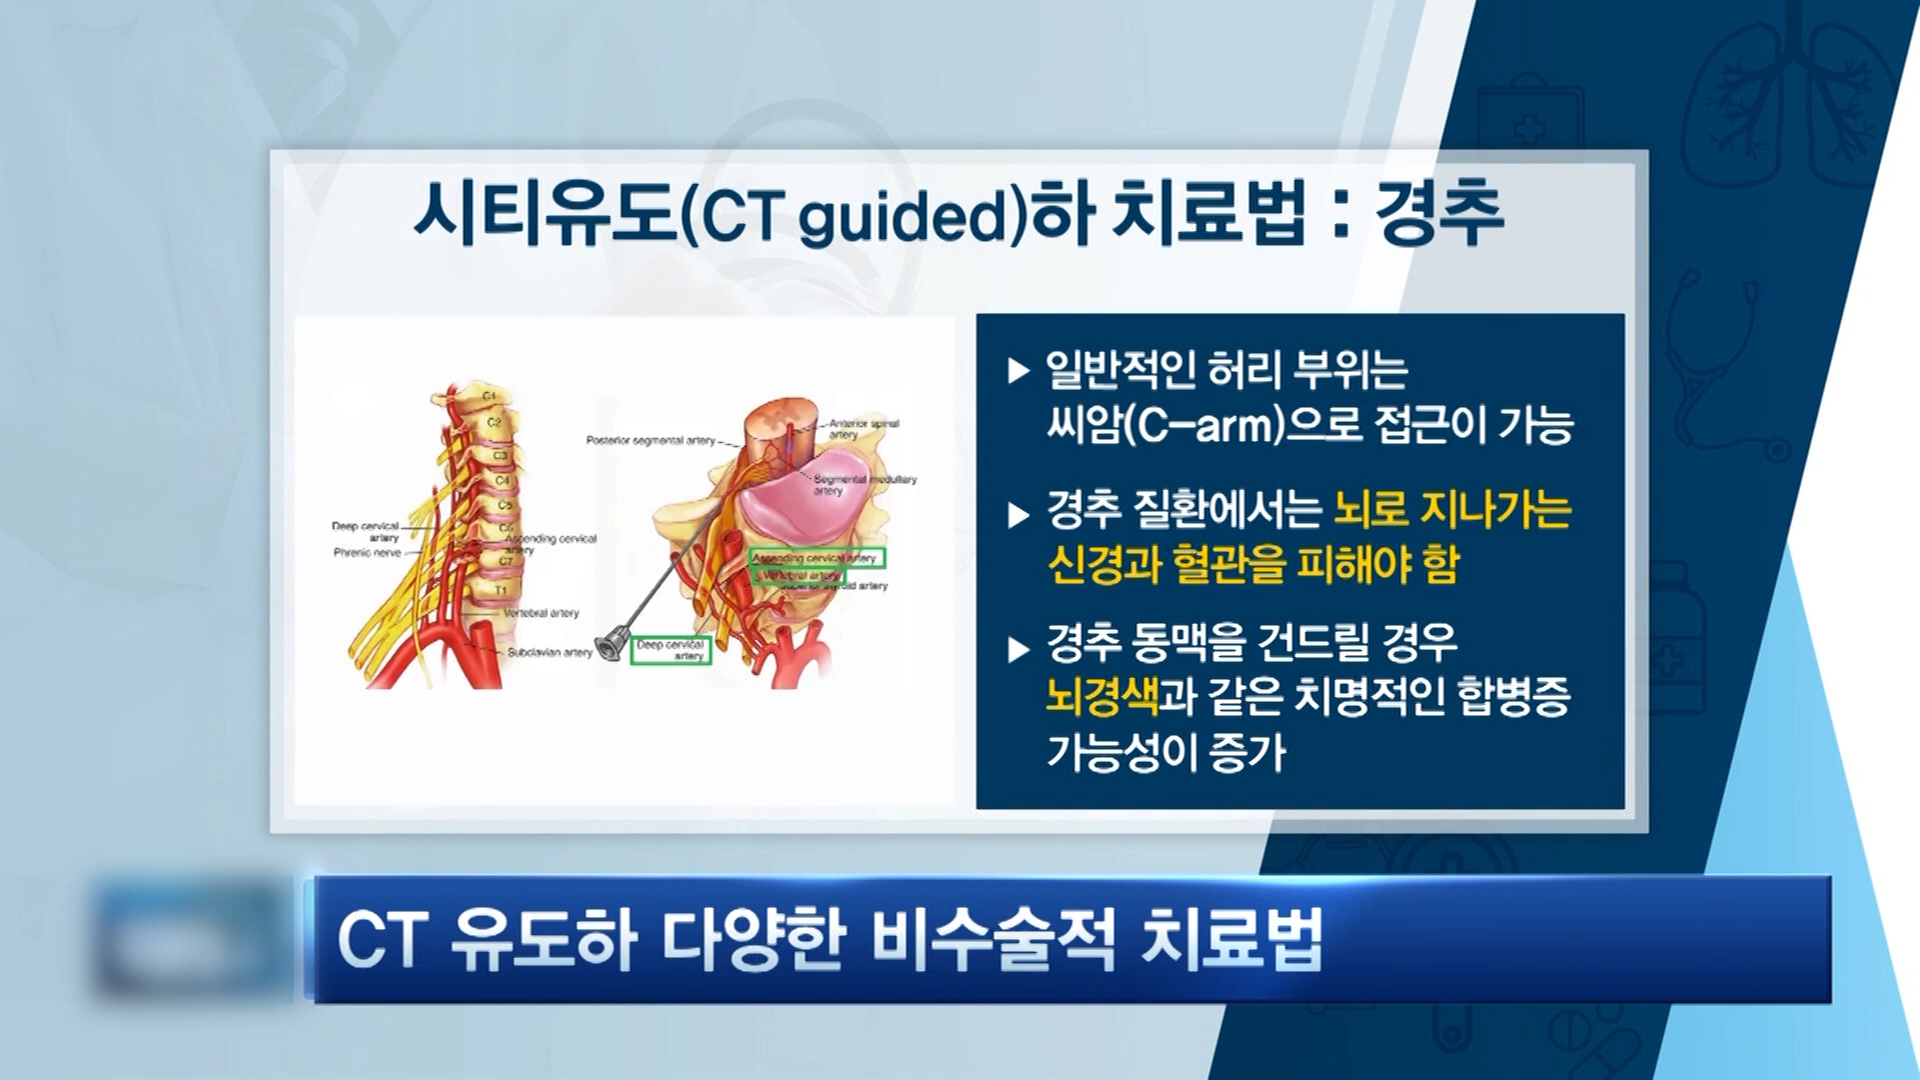 시티유도(CT guided)하 치료법 : 경추
C1
C2
C3
C4
C5
C6
C7
T1
Deep cervical
artery
Phrenic nerve
Ascending cervical
artery
Vertebral artery
Subclavian artery
Posterior segmental artery
Anterior spinal
artery
Segmental medullary
artery
Ascending cervical artery
Vertebral artery
artery
Deep cervical
artery
▶ 일반적인 허리 부위는
씨암(C-arm)으로 접근이 가능
▶ 경추 질환에서는 뇌로 지나가는
신경과 혈관을 피해야 함
▶ 경추 동맥을 건드릴 경우
뇌경색과 같은 치명적인 합병증
가능성이 증가
CT 유도하 다양한 비수술적 치료법